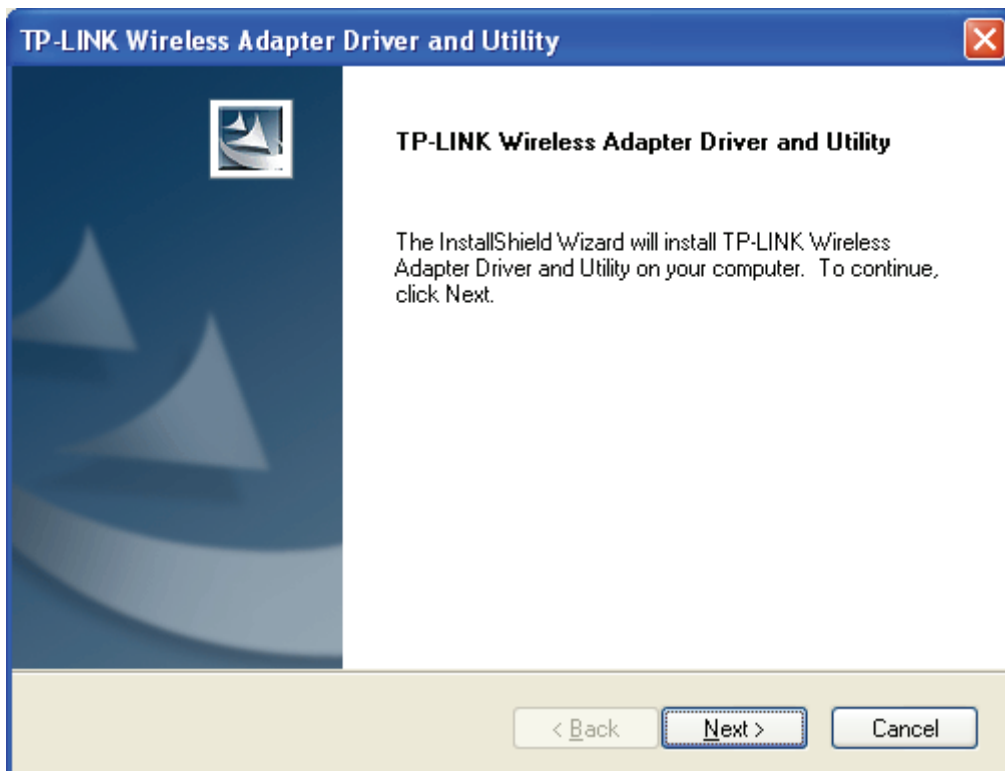 TP-LINK Wireless Adapter Driver and Utility
TP-LINK Wireless Adapter Driver and Utility
The InstallShield Wizard will install TP-LINK Wireless
Adapter Driver and Utility on your computer. To continue,
click Next.
< Back
Next >
Cancel